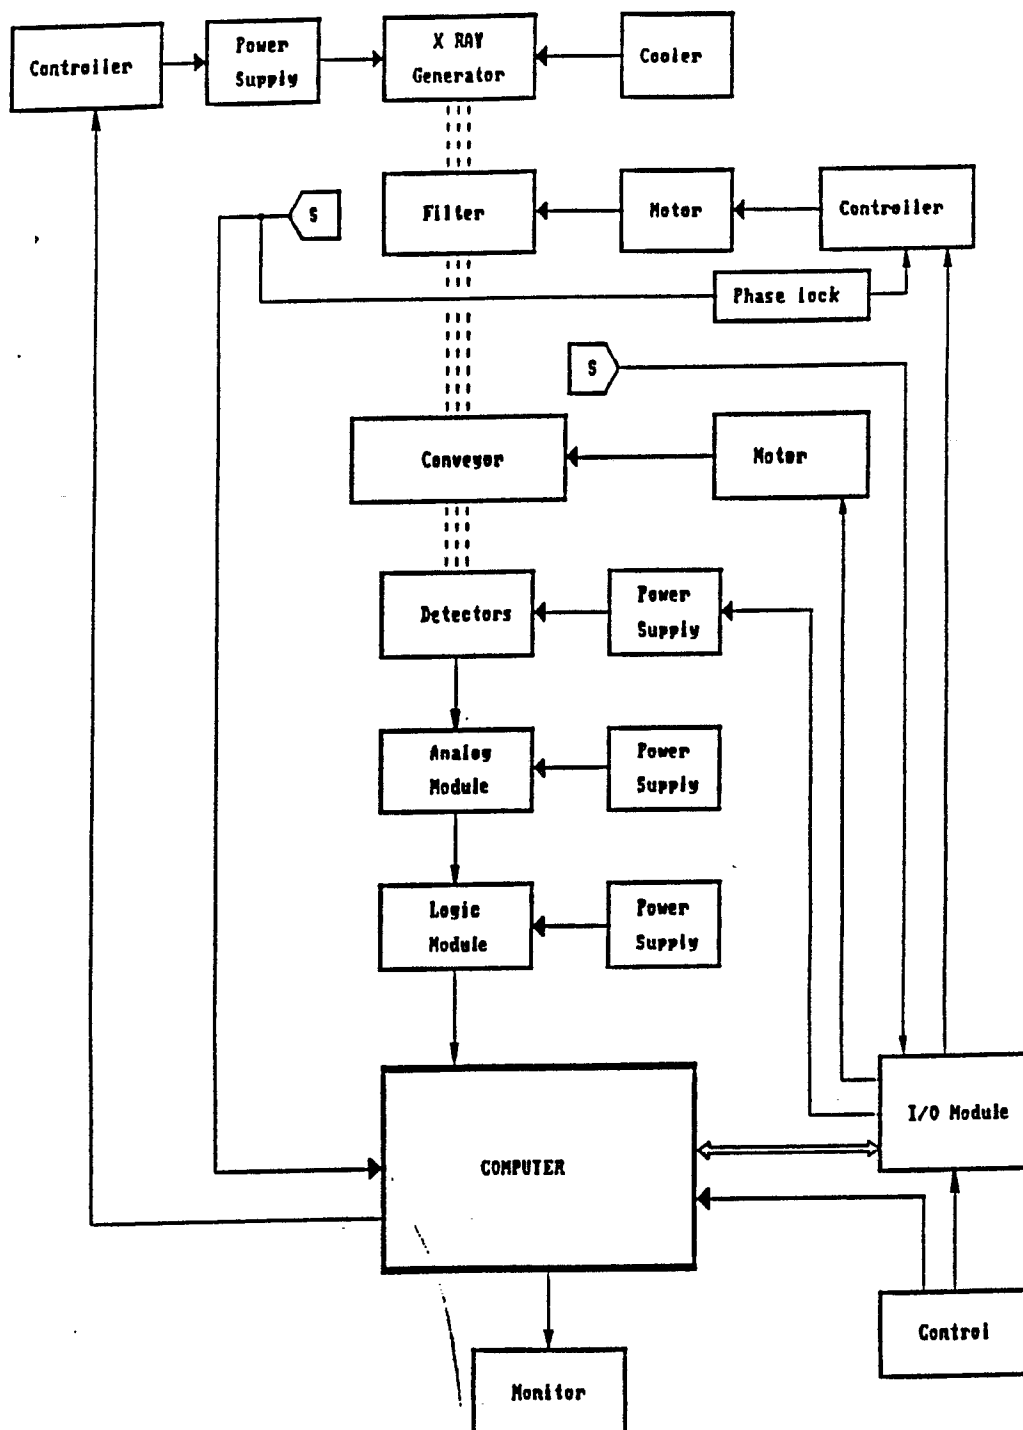 Controller
Power
Supply
X RAY
Generator
Cooler
S
Filter
Motor
Controller
Phase lock
S
Conveyor
Motor
Detectors
Power
Supply
Analog
Module
Power
Supply
Logic
Module
Power
Supply
COMPUTER
I/O Module
Control
Monitor